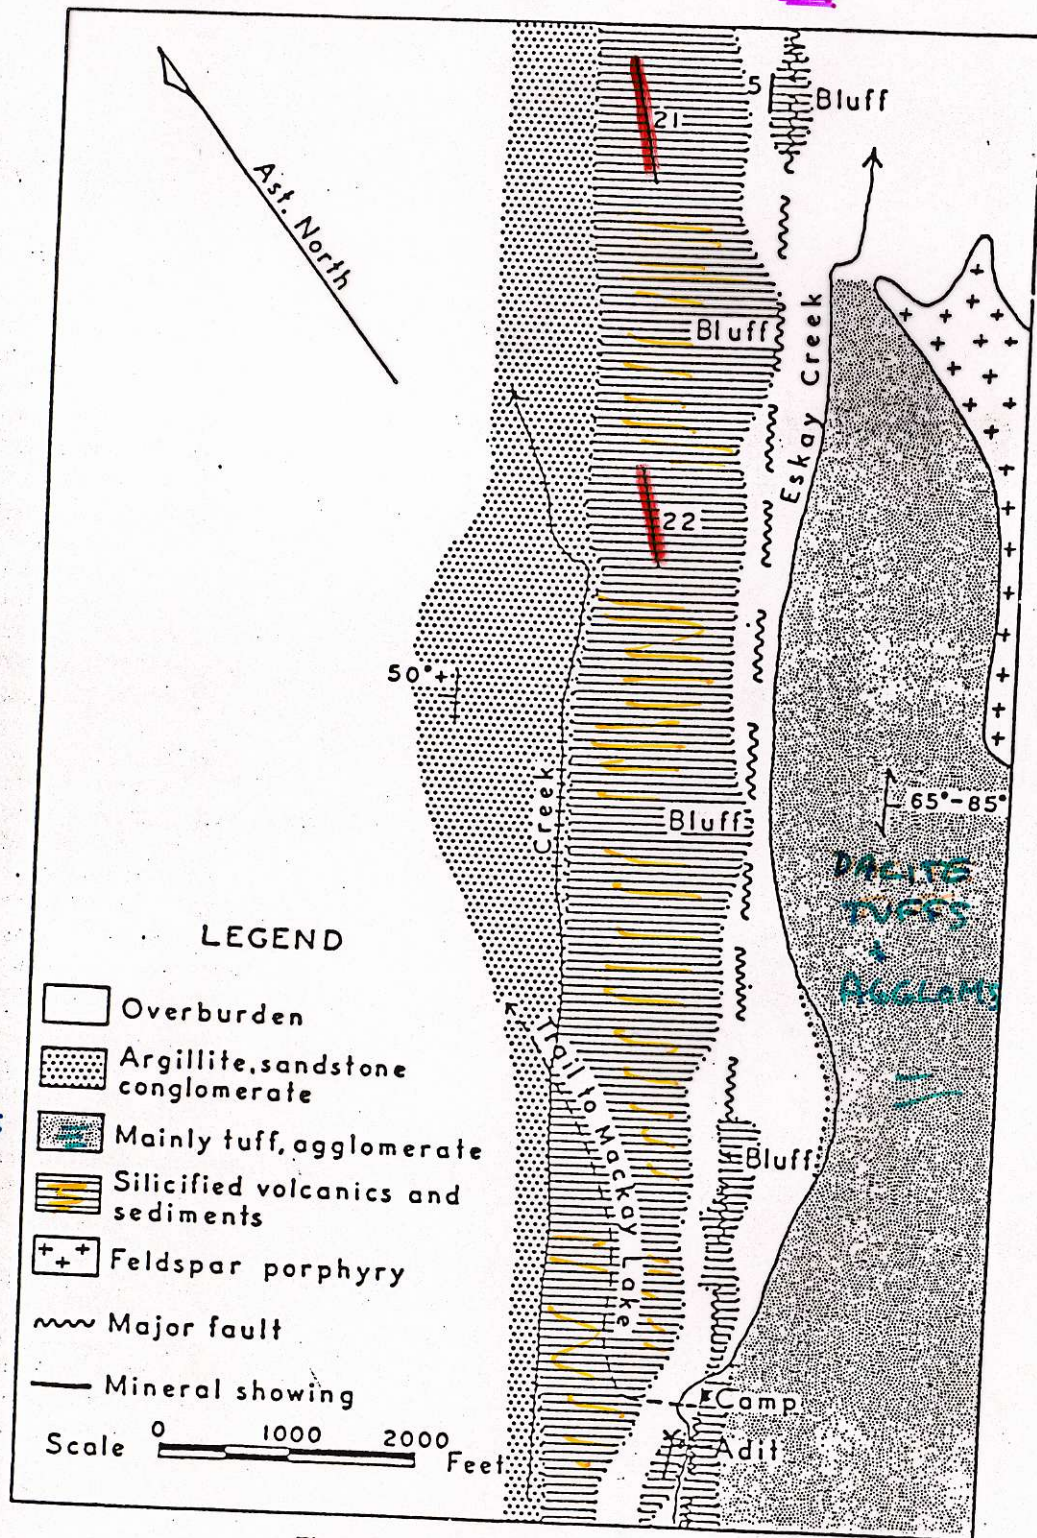 Ast. North
21
5
Bluff
Bluff
Eskay Creek
22
50°+
Creek
Bluff
65°-85°
DACITE
TUFFS
+
AGGLOMS
Trail to Mackay Lake
Bluff
Camp
Adit
LEGEND
Overburden
Argillite, sandstone
conglomerate
Mainly tuff, agglomerate
Silicified volcanics and
sediments
Feldspar porphyry
Major fault
Mineral showing
Scale 0 1000 2000 Feet